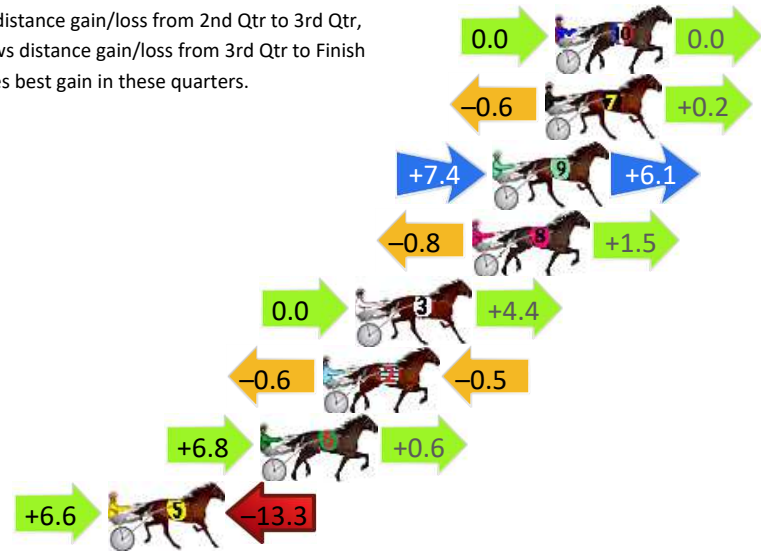 distance gain/loss from 2nd Qtr to 3rd Qtr,
vs distance gain/loss from 3rd Qtr to Finish
es best gain in these quarters.
0.0 0.0
–0.6 7 +0.2
+7.4 9 +6.1
–0.8 8 +1.5
0.0 3 +4.4
–0.6 –0.5
+6.8 +0.6
+6.6 5 –13.3